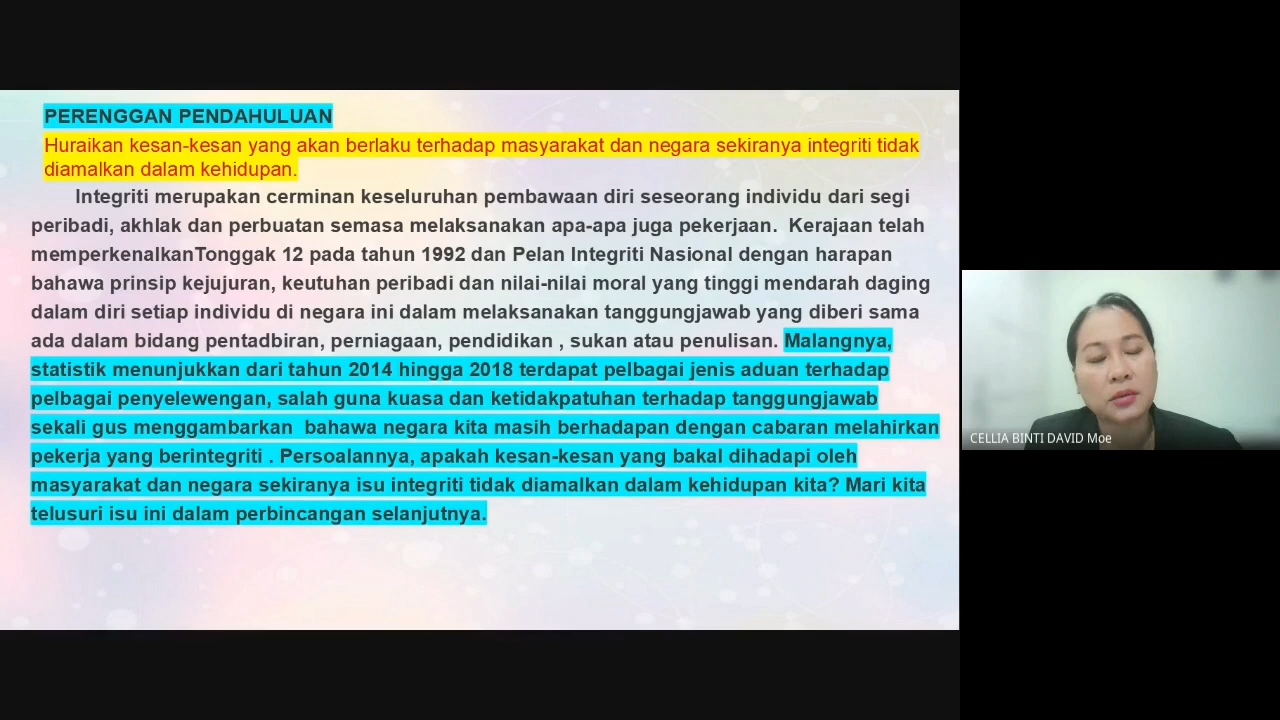 PERENGGAN PENDAHULUAN
Huraikan kesan-kesan yang akan berlaku terhadap masyarakat dan negara sekiranya integriti tidak
diamalkan dalam kehidupan.
Integriti merupakan cerminan keseluruhan pembawaan diri seseorang individu dari segi
peribadi, akhlak dan perbuatan semasa melaksanakan apa-apa juga pekerjaan.  Kerajaan telah
memperkenalkanTonggak 12 pada tahun 1992 dan Pelan Integriti Nasional dengan harapan
bahawa prinsip kejujuran, keutuhan peribadi dan nilai-nilai moral yang tinggi mendarah daging
dalam diri setiap individu di negara ini dalam melaksanakan tanggungjawab yang diberi sama
ada dalam bidang pentadbiran, perniagaan, pendidikan , sukan atau penulisan. Malangnya,
statistik menunjukkan dari tahun 2014 hingga 2018 terdapat pelbagai jenis aduan terhadap
pelbagai penyelewengan, salah guna kuasa dan ketidakpatuhan terhadap tanggungjawab
sekali gus menggambarkan  bahawa negara kita masih berhadapan dengan cabaran melahirkan
pekerja yang berintegriti . Persoalannya, apakah kesan-kesan yang bakal dihadapi oleh
masyarakat dan negara sekiranya isu integriti tidak diamalkan dalam kehidupan kita? Mari kita
telusuri isu ini dalam perbincangan selanjutnya.
CELLIA BINTI DAVID Moe